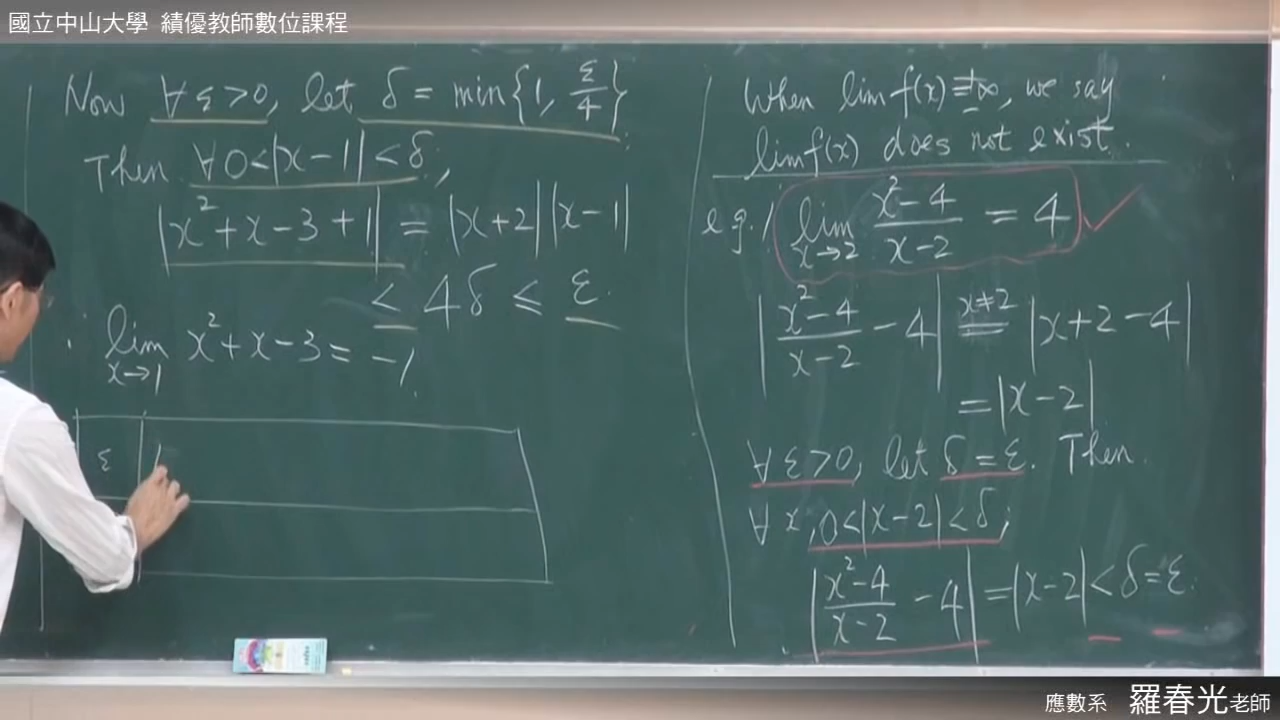 國立中山大學 績優教師數位課程
Now ∀ε>0, let δ = min{1, ε/4}
Then ∀0<|x-1|<δ,
|x²+x-3+1| = |x+2||x-1|
< 4δ ≤ ε.
lim x→1 x²+x-3 = -1.
ε
When lim f(x) = ±∞, we say
lim f(x) does not exist.
e.g. 1 lim x→2 (x²-4)/(x-2) = 4 ✓
|(x²-4)/(x-2) - 4| x≠2 = |x+2-4|
= |x-2|
∀ε>0, let δ = ε. Then
∀x, 0<|x-2|<δ,
|(x²-4)/(x-2) - 4| = |x-2| < δ = ε.
應數系 羅春光老師